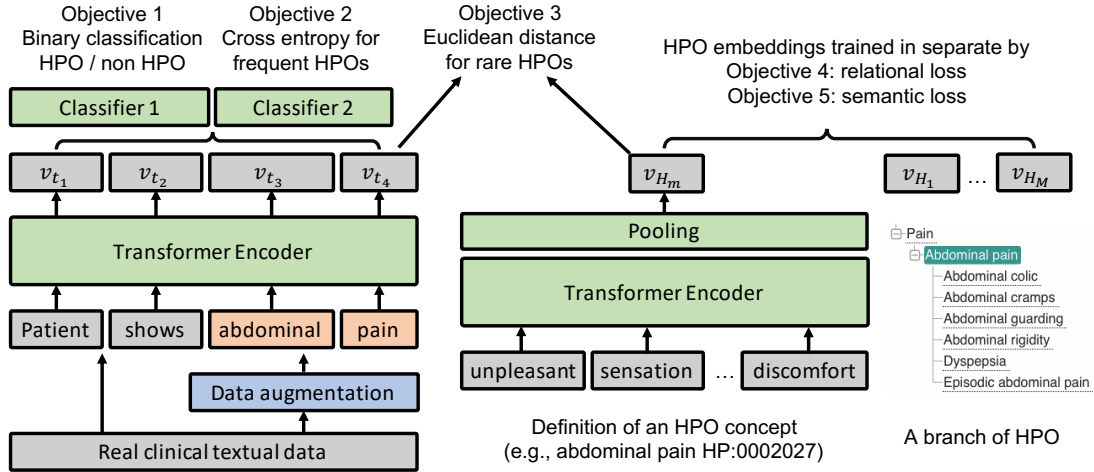 Objective 1
Binary classification
HPO / non HPO
Objective 2
Cross entropy for
frequent HPOs
Objective 3
Euclidean distance
for rare HPOs
HPO embeddings trained in separate by
Objective 4: relational loss
Objective 5: semantic loss
Classifier 1
Classifier 2
v_{t_1}
v_{t_2}
v_{t_3}
v_{t_4}
v_{H_m}
v_{H_1}
...
v_{H_M}
Transformer Encoder
Pooling
Transformer Encoder
Patient
shows
abdominal
pain
unpleasant
sensation
...
discomfort
Data augmentation
Real clinical textual data
Definition of an HPO concept
(e.g., abdominal pain HP:0002027)
Pain
Abdominal pain
Abdominal colic
Abdominal cramps
Abdominal guarding
Abdominal rigidity
Dyspepsia
Episodic abdominal pain
A branch of HPO